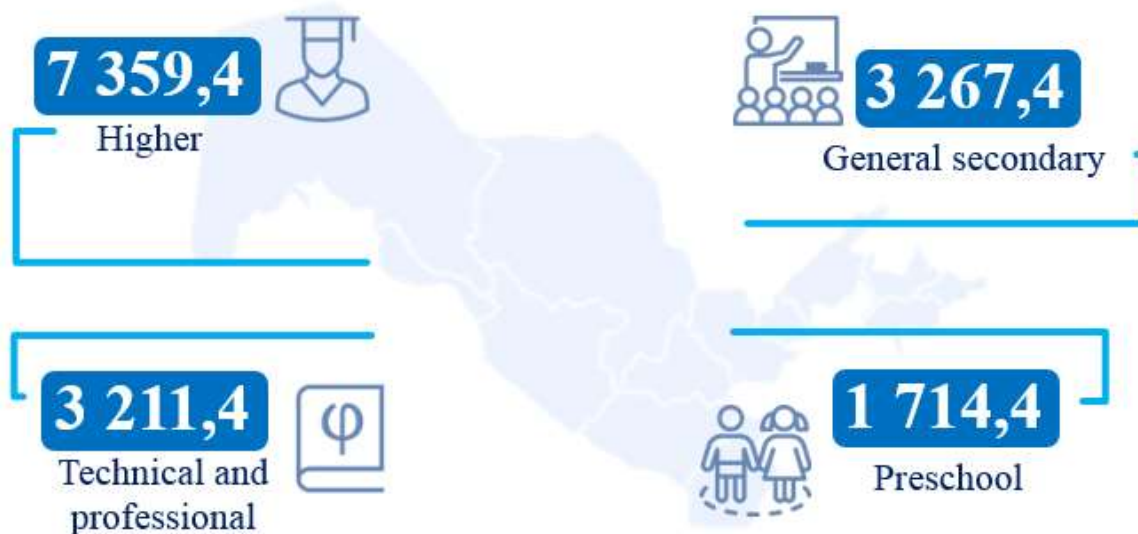 7 359,4
Higher
3 267,4
General secondary
3 211,4
φ
Technical and
professional
1 714,4
Preschool